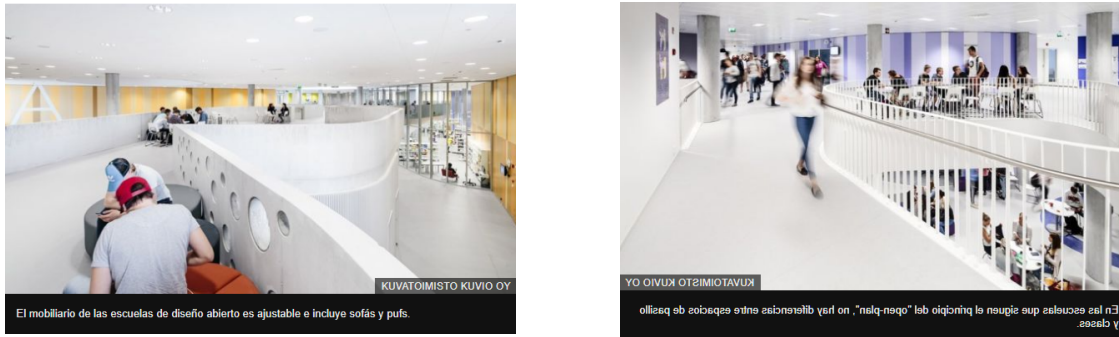 A
KUVATOIMISTO KUVIO OY
El mobiliario de las escuelas de diseño abierto es ajustable e incluye sofás y pufs.
KUVATOIMISTO KUVIO OY
En las escuelas que siguen el principio del "open-plan", no hay diferencias entre espacios de pasillo
y clases.